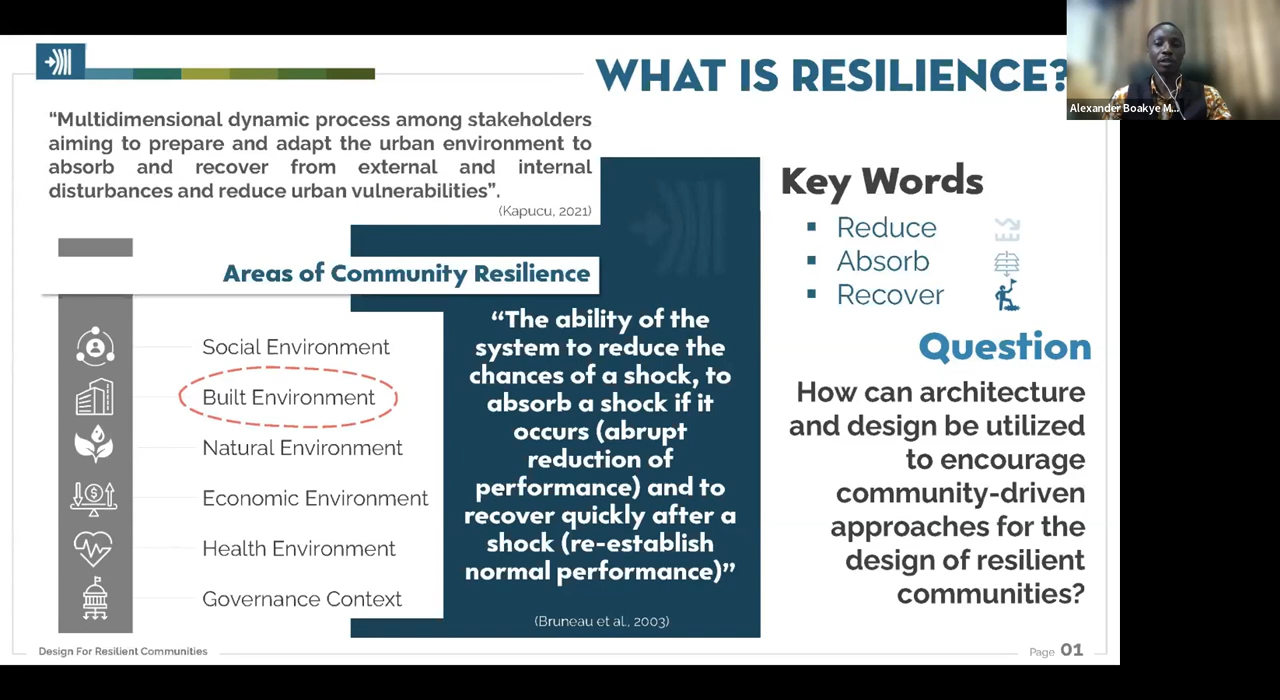 WHAT IS RESILIENCE?
Alexander Boakye M...
“Multidimensional dynamic process among stakeholders
aiming to prepare and adapt the urban environment to
absorb and recover from external and internal
disturbances and reduce urban vulnerabilities”.
(Kapucu, 2021)
Areas of Community Resilience
Social Environment
Built Environment
Natural Environment
Economic Environment
Health Environment
Governance Context
“The ability of the
system to reduce the
chances of a shock, to
absorb a shock if it
occurs (abrupt
reduction of
performance) and to
recover quickly after a
shock (re-establish
normal performance)”
(Bruneau et al., 2003)
Key Words
▪ Reduce
▪ Absorb
▪ Recover
Question
How can architecture
and design be utilized
to encourage
community-driven
approaches for the
design of resilient
communities?
Design For Resilient Communities
Page 01